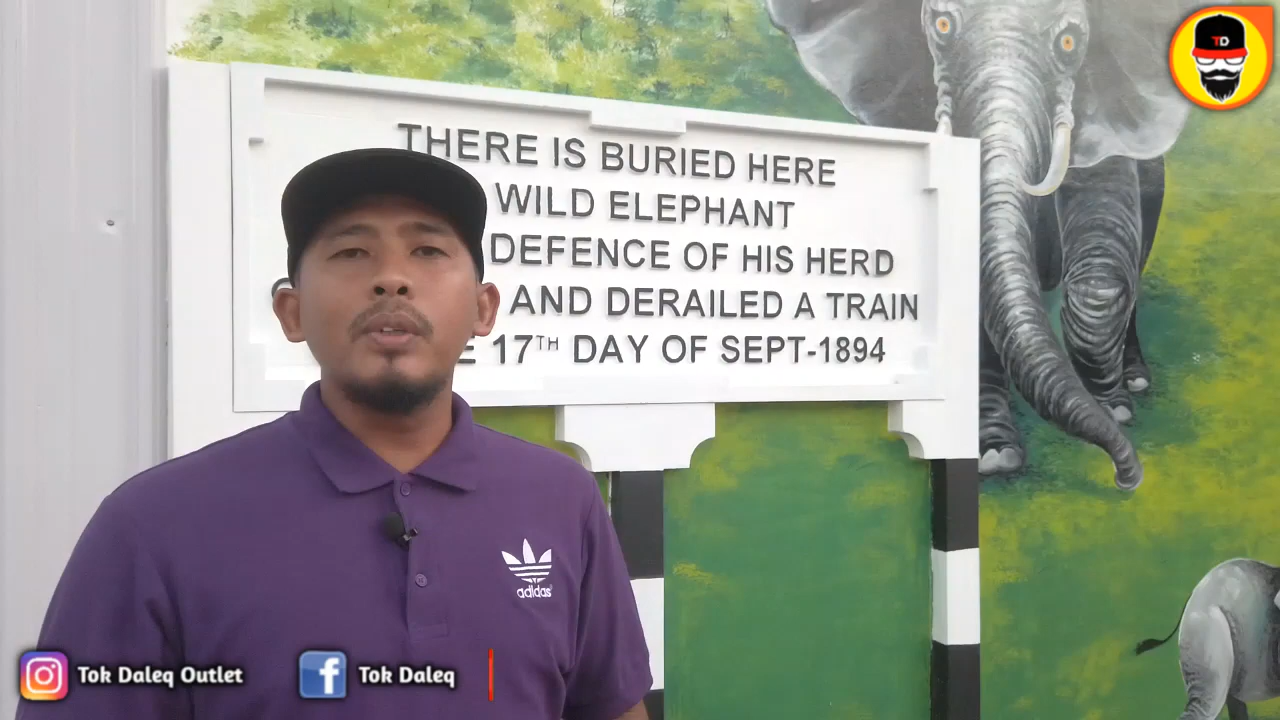 TD
THERE IS BURIED HERE
WILD ELEPHANT
DEFENCE OF HIS HERD
AND DERAILED A TRAIN
17TH DAY OF SEPT-1894
adidas
Tok Daleq Outlet
Tok Daleq